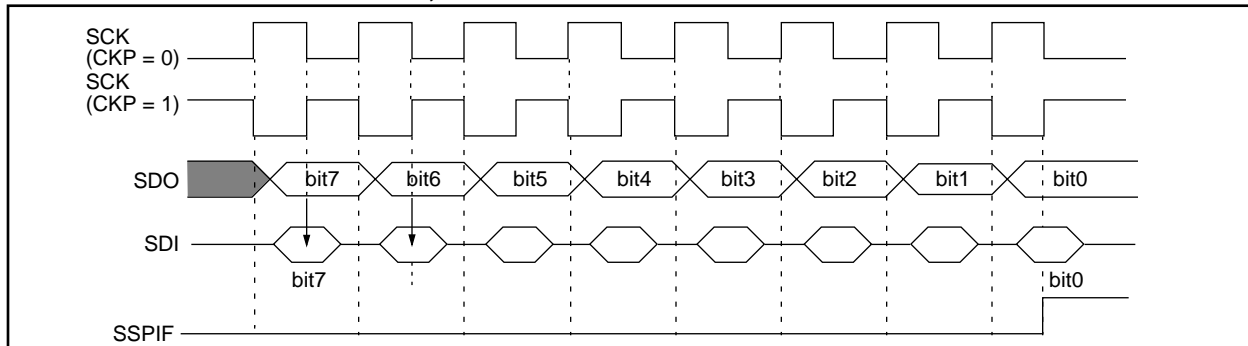 SCK
(CKP = 0)
SCK
(CKP = 1)
SDO
bit7
bit6
bit5
bit4
bit3
bit2
bit1
bit0
SDI
bit7
bit0
SSPIF